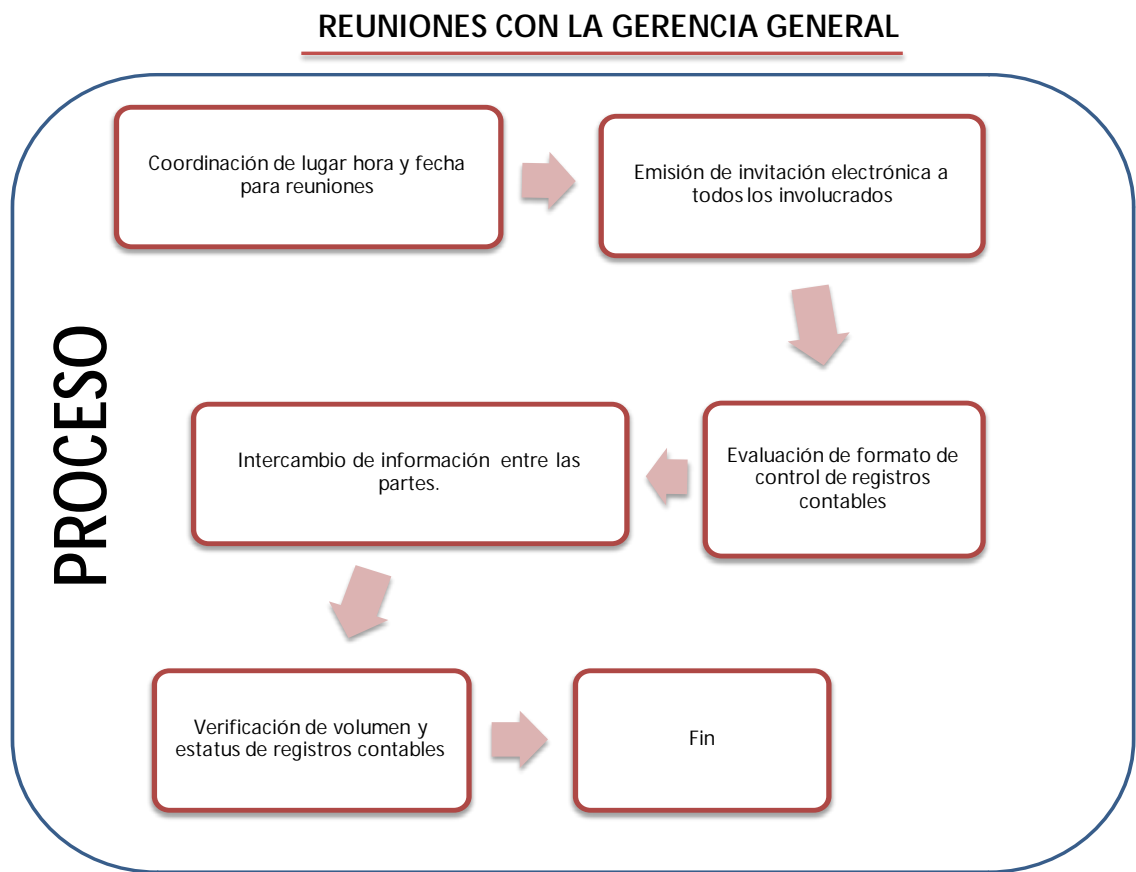 REUNIONES CON LA GERENCIA GENERAL
PROCESO
Coordinación de lugar hora y fecha
para reuniones
Emisión de invitación electrónica a
todos los involucrados
Evaluación de formato de
control de registros
contables
Intercambio de información entre las
partes.
Verificación de volumen y
estatus de registros contables
Fin